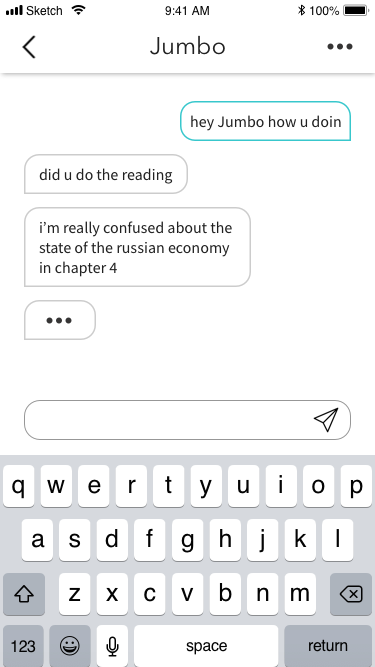 Sketch 9:41 AM 100%
Jumbo
hey Jumbo how u doin
did u do the reading
i’m really confused about the
state of the russian economy
in chapter 4
q w e r t y u i o p
a s d f g h j k l
z x c v b n m
123 space return